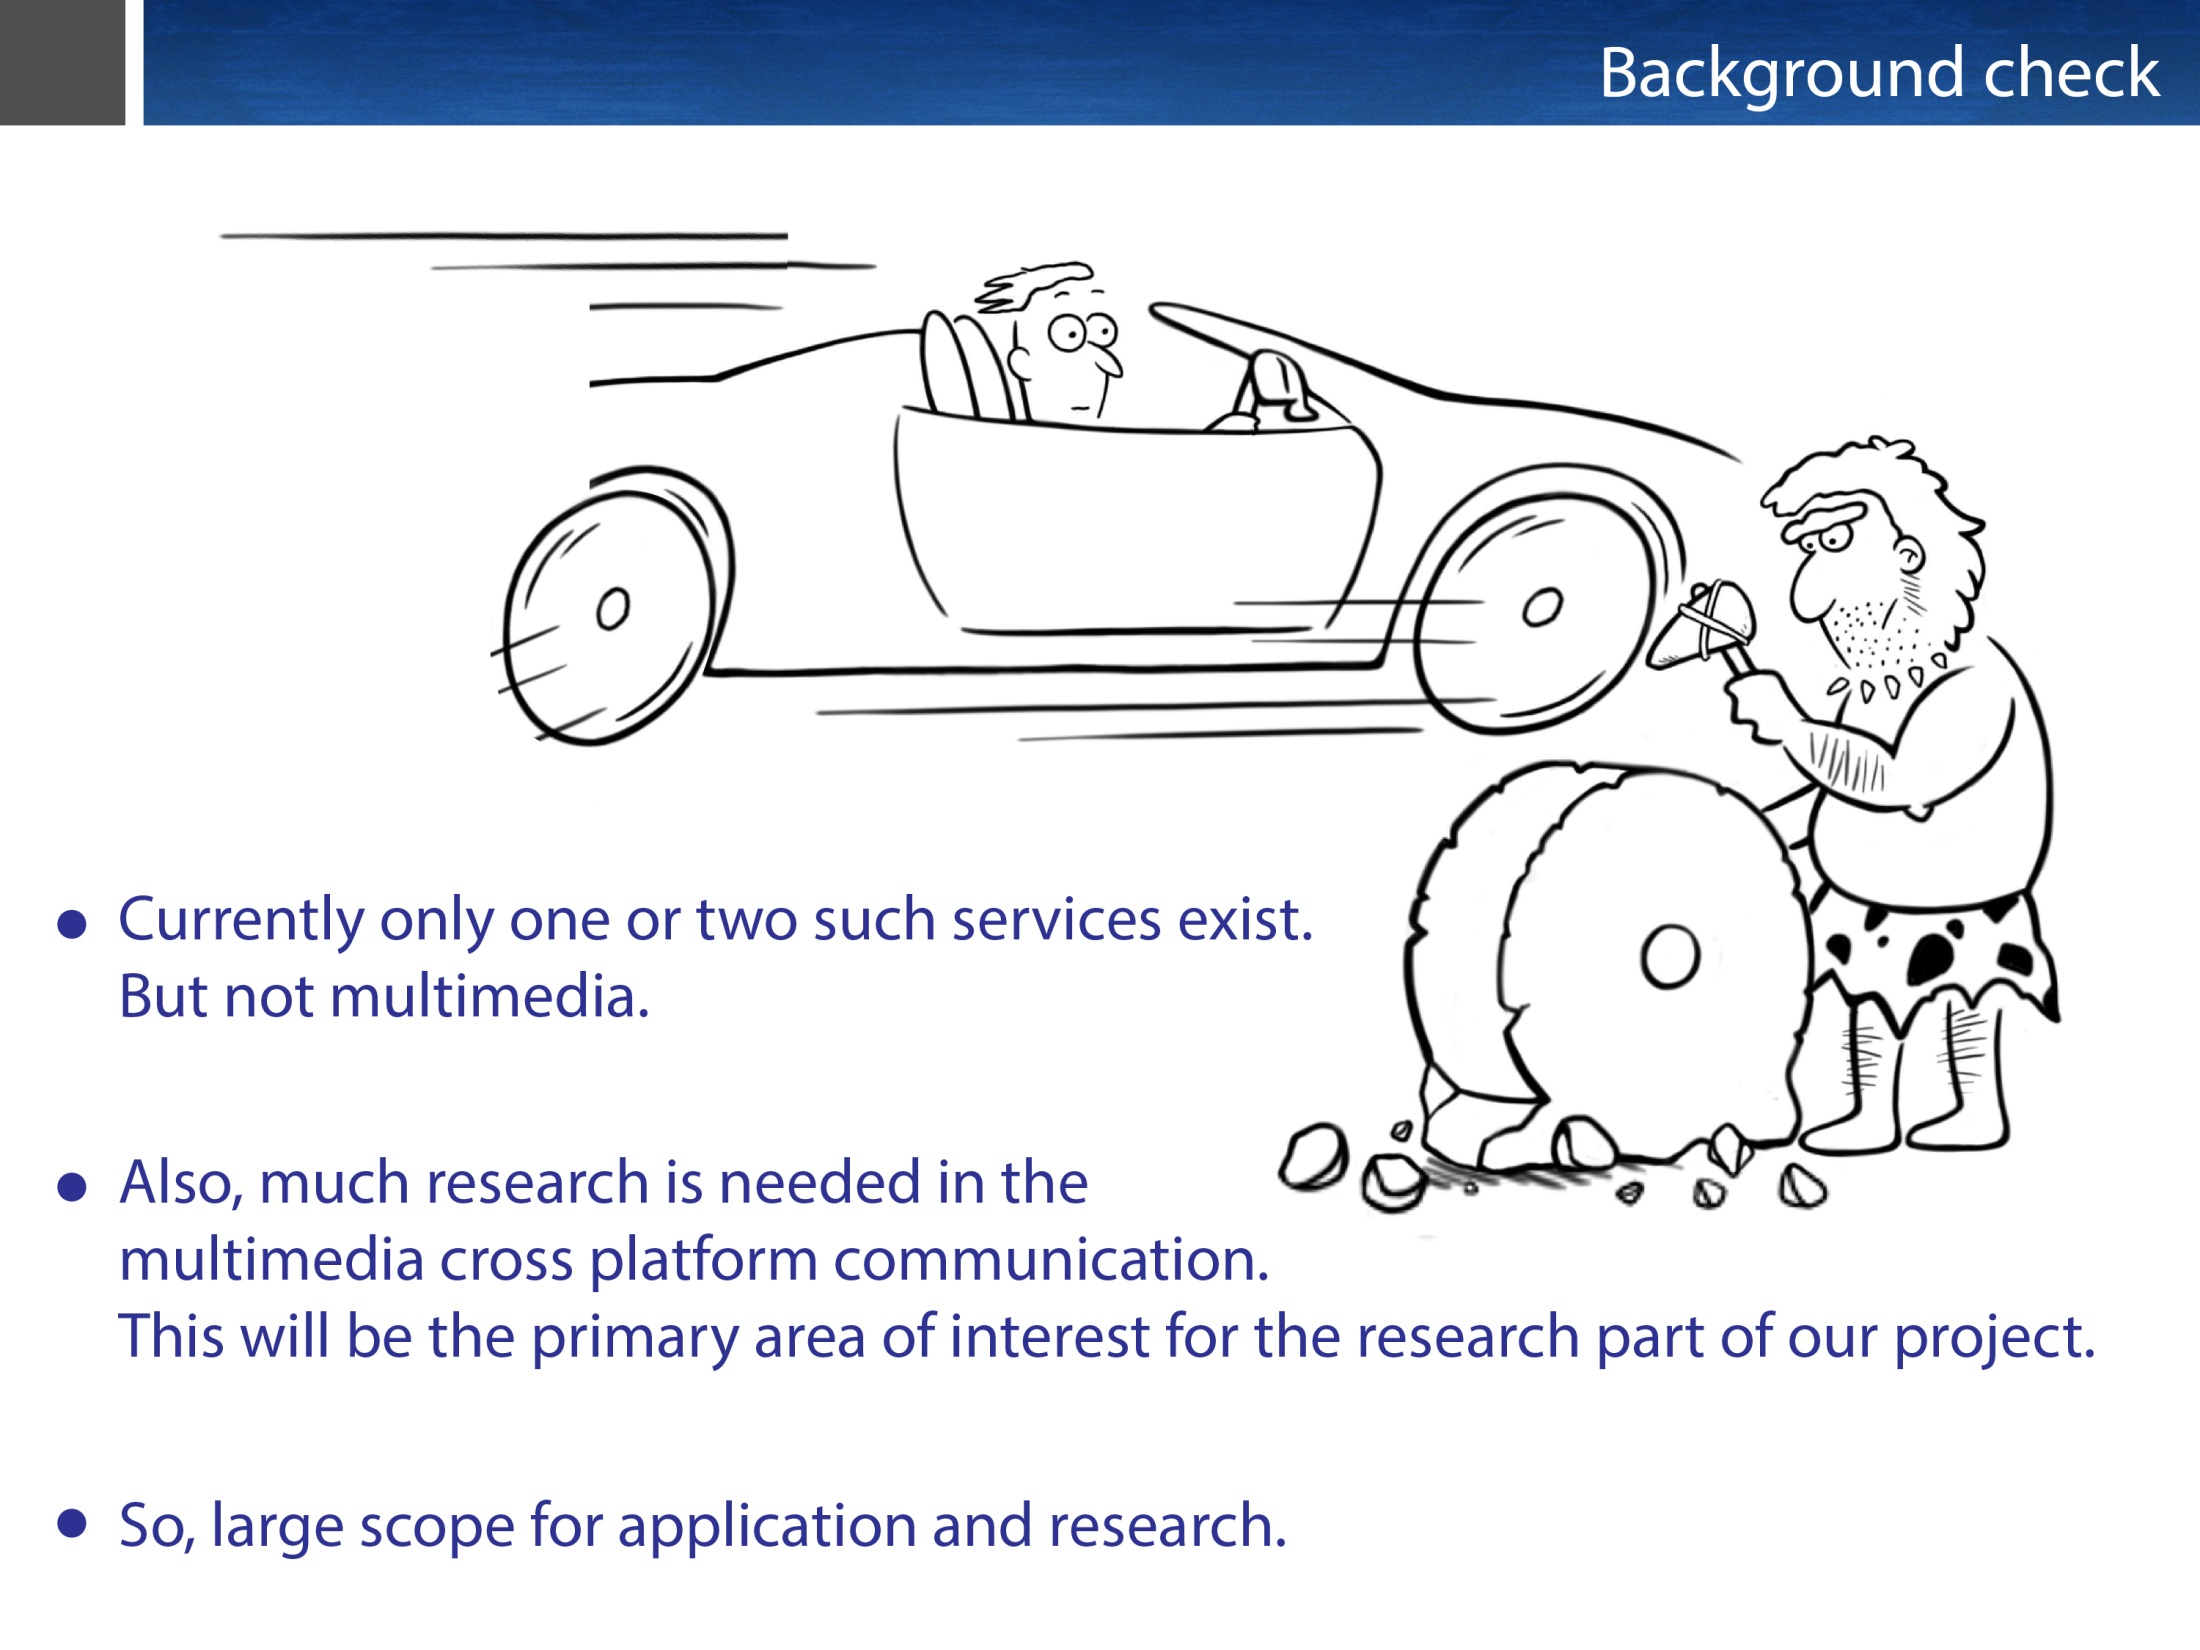 Background check
Currently only one or two such services exist.
But not multimedia.
Also, much research is needed in the
multimedia cross platform communication.
This will be the primary area of interest for the research part of our project.
So, large scope for application and research.